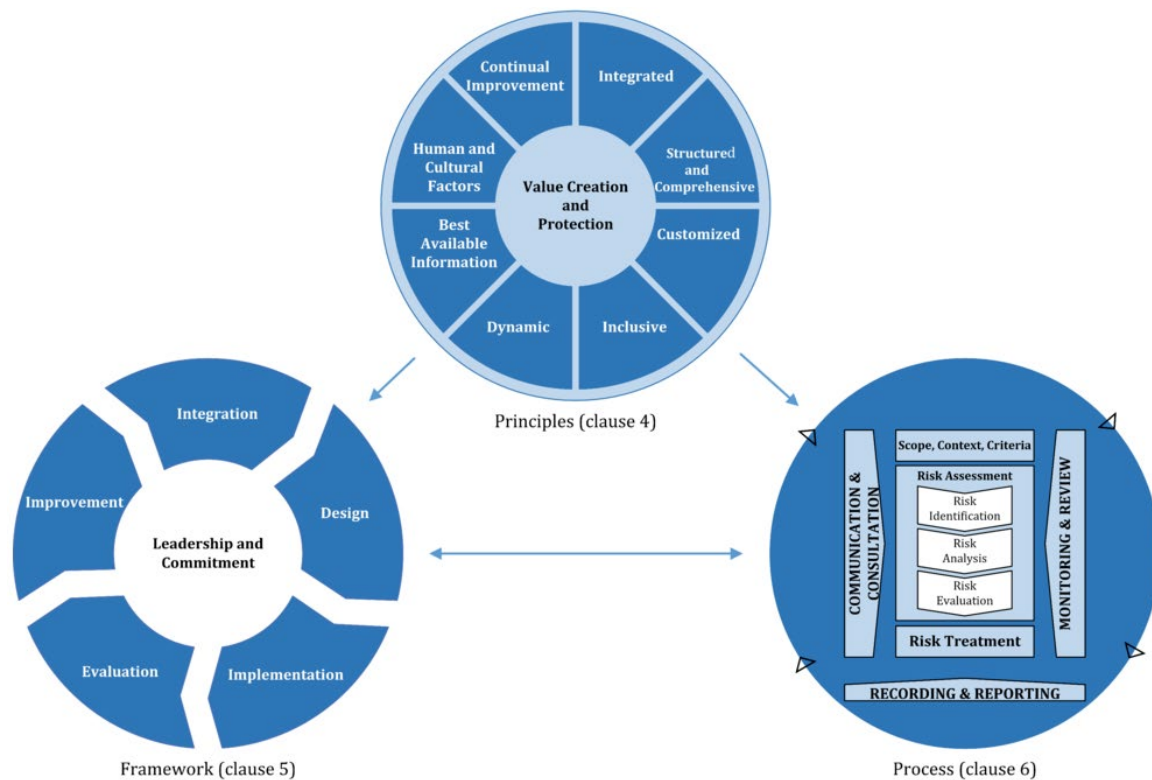 Continual
Improvement
Integrated
Human and
Cultural
Factors
Structured
and
Comprehensive
Value Creation
and
Protection
Best
Available
Information
Customized
Dynamic
Inclusive
Principles (clause 4)
Integration
Improvement
Design
Leadership and
Commitment
Evaluation
Implementation
Framework (clause 5)
Scope, Context, Criteria
COMMUNICATION &
CONSULTATION
Risk Assessment
Risk
Identification
Risk
Analysis
Risk
Evaluation
MONITORING & REVIEW
Risk Treatment
RECORDING & REPORTING
Process (clause 6)